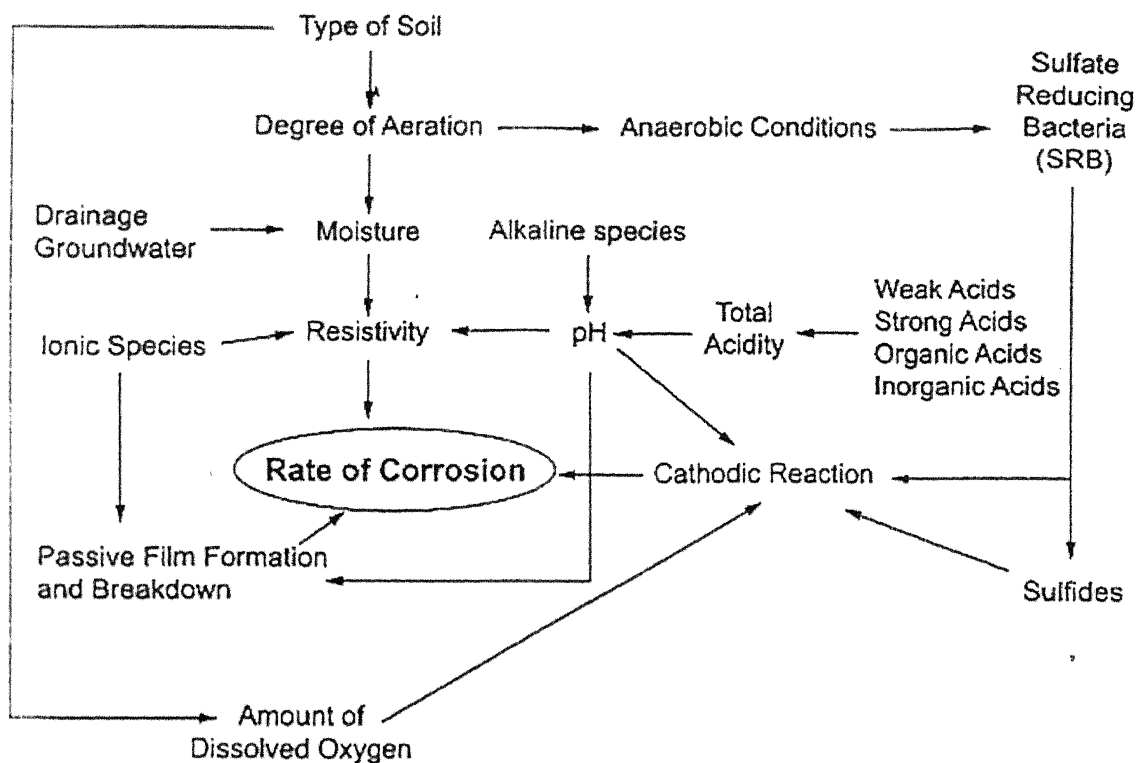 Type of Soil
Sulfate
Reducing
Bacteria
(SRB)
Degree of Aeration
Anaerobic Conditions
Drainage
Groundwater
Moisture
Alkaline species
Weak Acids
Strong Acids
Organic Acids
Inorganic Acids
Total
Acidity
pH
Resistivity
Ionic Species
Rate of Corrosion
Cathodic Reaction
Passive Film Formation
and Breakdown
Sulfides
Amount of
Dissolved Oxygen